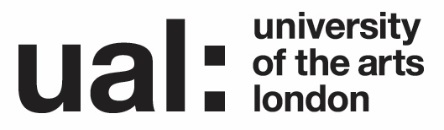 ual:
university
of the arts
london